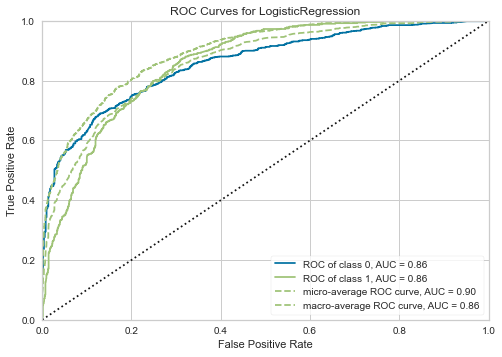 ROC Curves for LogisticRegression
1.0
0.8
0.6
0.4
0.2
0.0
True Positive Rate
ROC of class 0, AUC = 0.86
ROC of class 1, AUC = 0.86
micro-average ROC curve, AUC = 0.90
macro-average ROC curve, AUC = 0.86
0.0 0.2 0.4 0.6 0.8 1.0
False Positive Rate